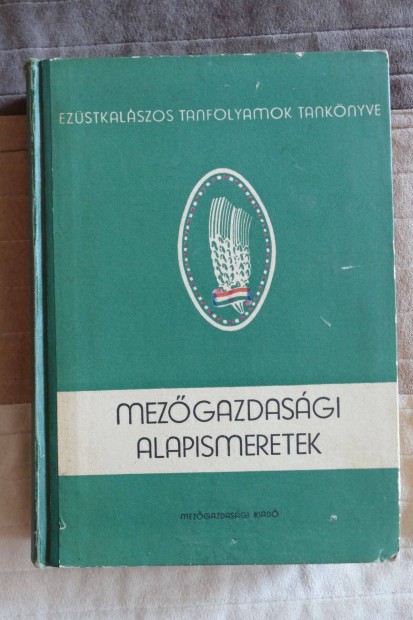 EZÜSTKALÁSZOS TANFOLYAMOK TANKÖNYVE
MEZŐGAZDASÁGI
ALAPISMERETEK
MEZŐGAZDASÁGI KIADÓ